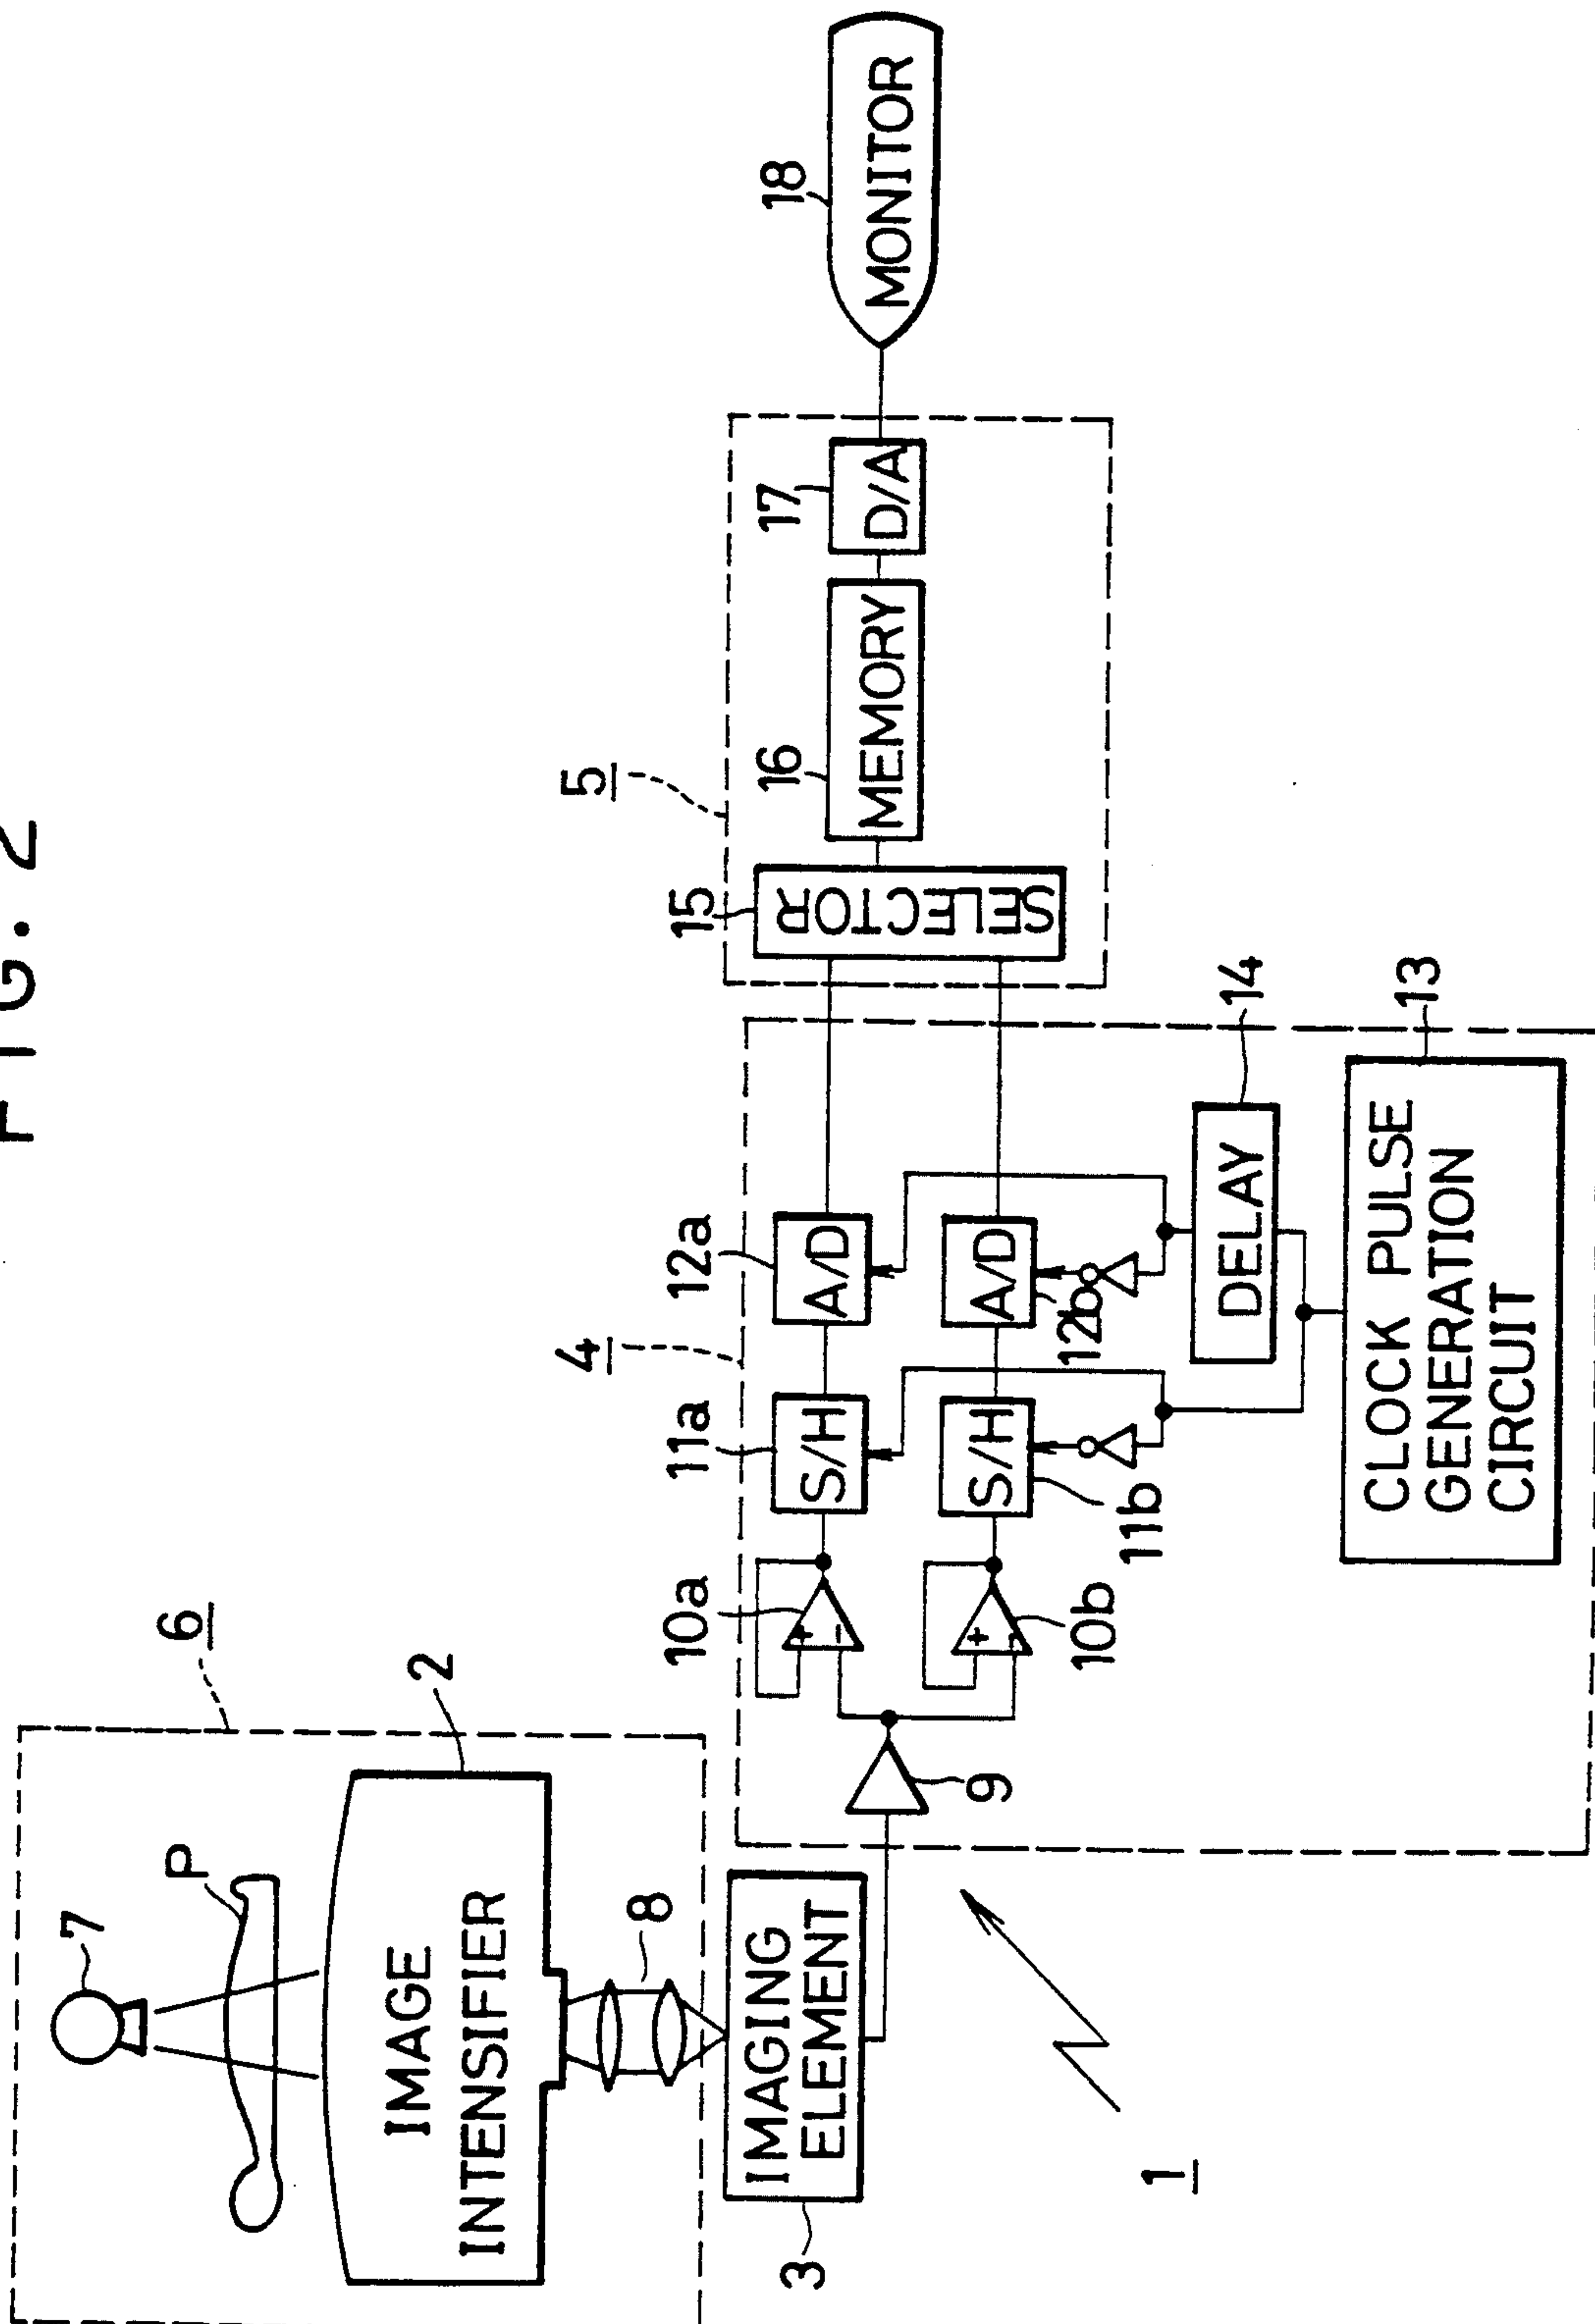 FIG. 2
6
7
P
2
IMAGE
INTENSIFIER
8
3
IMAGING
ELEMENT
1
4
9
10a
+
−
10b
+
−
11a
S/H
11b
S/H
12a
A/D
12b
A/D
14
DELAY
13
CLOCK PULSE
GENERATION
CIRCUIT
5
15
SELECTOR
16
MEMORY
17
D/A
18
MONITOR